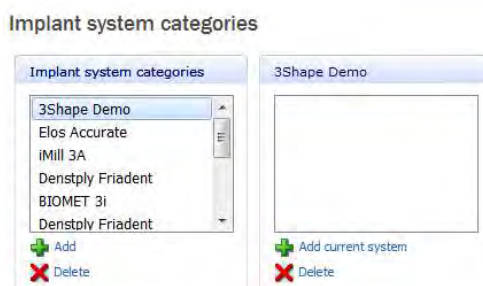 Implant system categories
Implant system categories
3Shape Demo
Elos Accurate
iMill 3A
Denstply Friadent
BIOMET 3i
Denstply Friadent
Add
Delete
3Shape Demo
Add current system
Delete